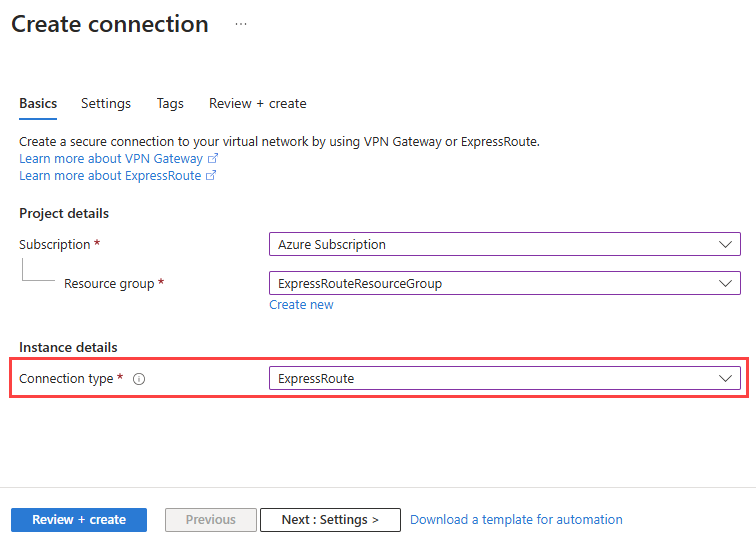 Create connection ...
Basics Settings Tags Review + create
Create a secure connection to your virtual network by using VPN Gateway or ExpressRoute.
Learn more about VPN Gateway
Learn more about ExpressRoute
Project details
Subscription * Azure Subscription
Resource group * ExpressRouteResourceGroup
Create new
Instance details
Connection type * ExpressRoute
Review + create Previous Next : Settings > Download a template for automation